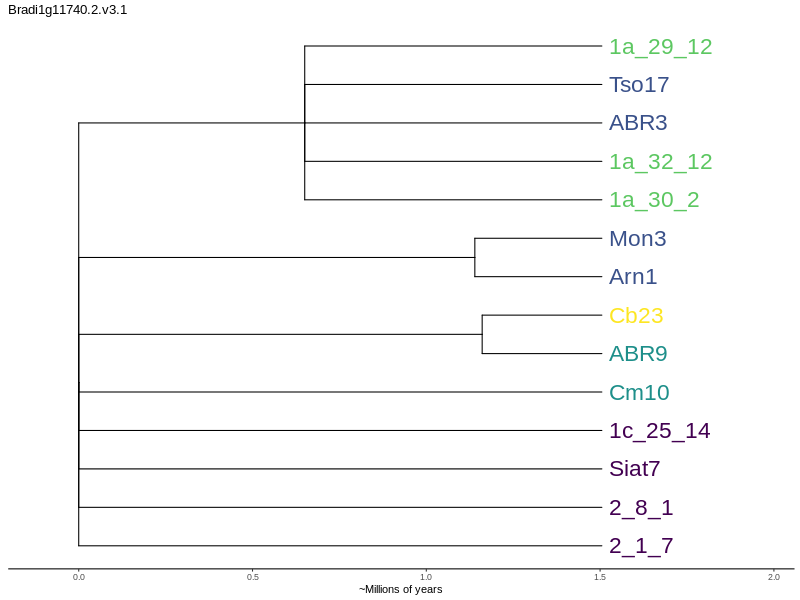 Bradi1g11740.2.v3.1
1a_29_12
Tso17
ABR3
1a_32_12
1a_30_2
Mon3
Arn1
Cb23
ABR9
Cm10
1c_25_14
Siat7
2_8_1
2_1_7
0.0 0.5 1.0 1.5 2.0
~Millions of years